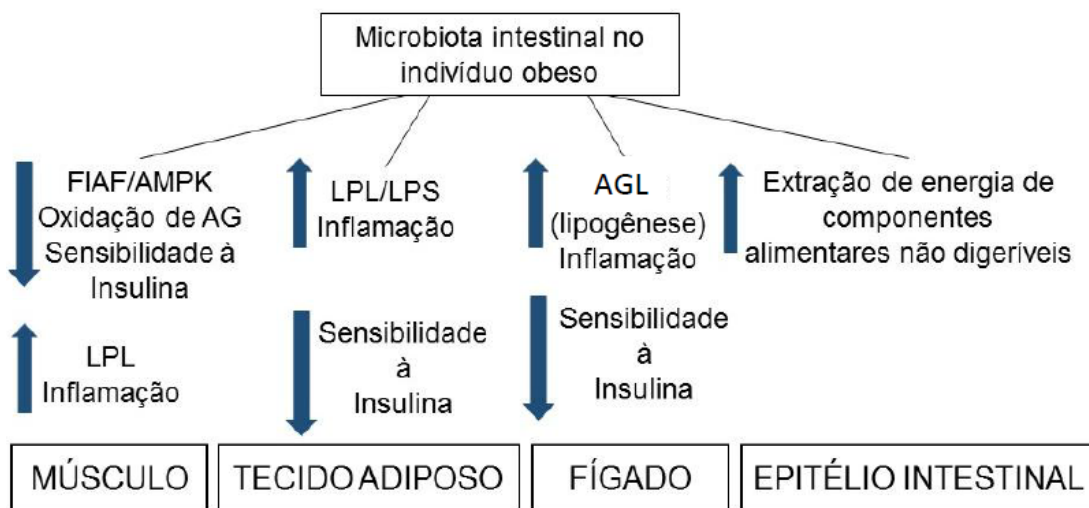 Microbiota intestinal no
indivíduo obeso
FIAF/AMPK
Oxidação de AG
Sensibilidade à
Insulina
LPL
Inflamação
LPL/LPS
Inflamação
Sensibilidade
à
Insulina
AGL
(lipogênese)
Inflamação
Sensibilidade
à
Insulina
Extração de energia de
componentes
alimentares não digeríveis
MÚSCULO
TECIDO ADIPOSO
FÍGADO
EPITÉLIO INTESTINAL